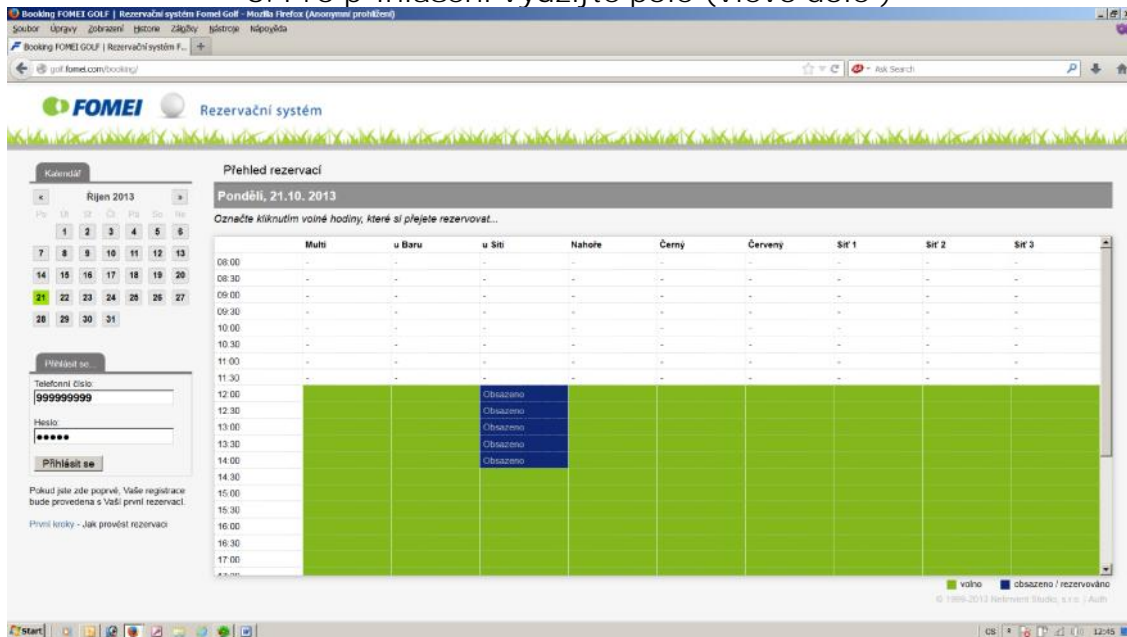 Booking FOMEI GOLF | Rezervační systém Fomei Golf - Mozilla Firefox (Anonymní prohlížení)
Soubor Úpravy Zobrazení Historie Záložky Nástroje Nápověda
Booking FOMEI GOLF | Rezervační systém F... +
golf.fomei.com/booking/ Ask Search
FOMEI Rezervační systém
Kalendář
« Říjen 2013 »
Po Út St Čt Pá So Ne
1 2 3 4 5 6
7 8 9 10 11 12 13
14 15 16 17 18 19 20
21 22 23 24 25 26 27
28 29 30 31
Přihlásit se...
Telefonní číslo:
999999999
Heslo:
●●●●●
Přihlásit se
Pokud jste zde poprvé, Vaše registrace
bude provedena s Vaší první rezervací.
První kroky - Jak provést rezervaci
Přehled rezervací
Pondělí, 21.10. 2013
Označte kliknutím volné hodiny, které si přejete rezervovat...
Multi u Baru u Sítí Nahoře Černý Červený Síť 1 Síť 2 Síť 3
08:00 - - - - - - - - -
08:30 - - - - - - - - -
09:00 - - - - - - - - -
09:30 - - - - - - - - -
10:00 - - - - - - - - -
10:30 - - - - - - - - -
11:00 - - - - - - - - -
11:30 - - - - - - - - -
12:00 Obsazeno
12:30 Obsazeno
13:00 Obsazeno
13:30 Obsazeno
14:00 Obsazeno
14:30
15:00
15:30
16:00
16:30
17:00
volno obsazeno / rezervováno
© 1999-2013 Netinvent Studio, s.r.o. | Auth
Start CS 12:45